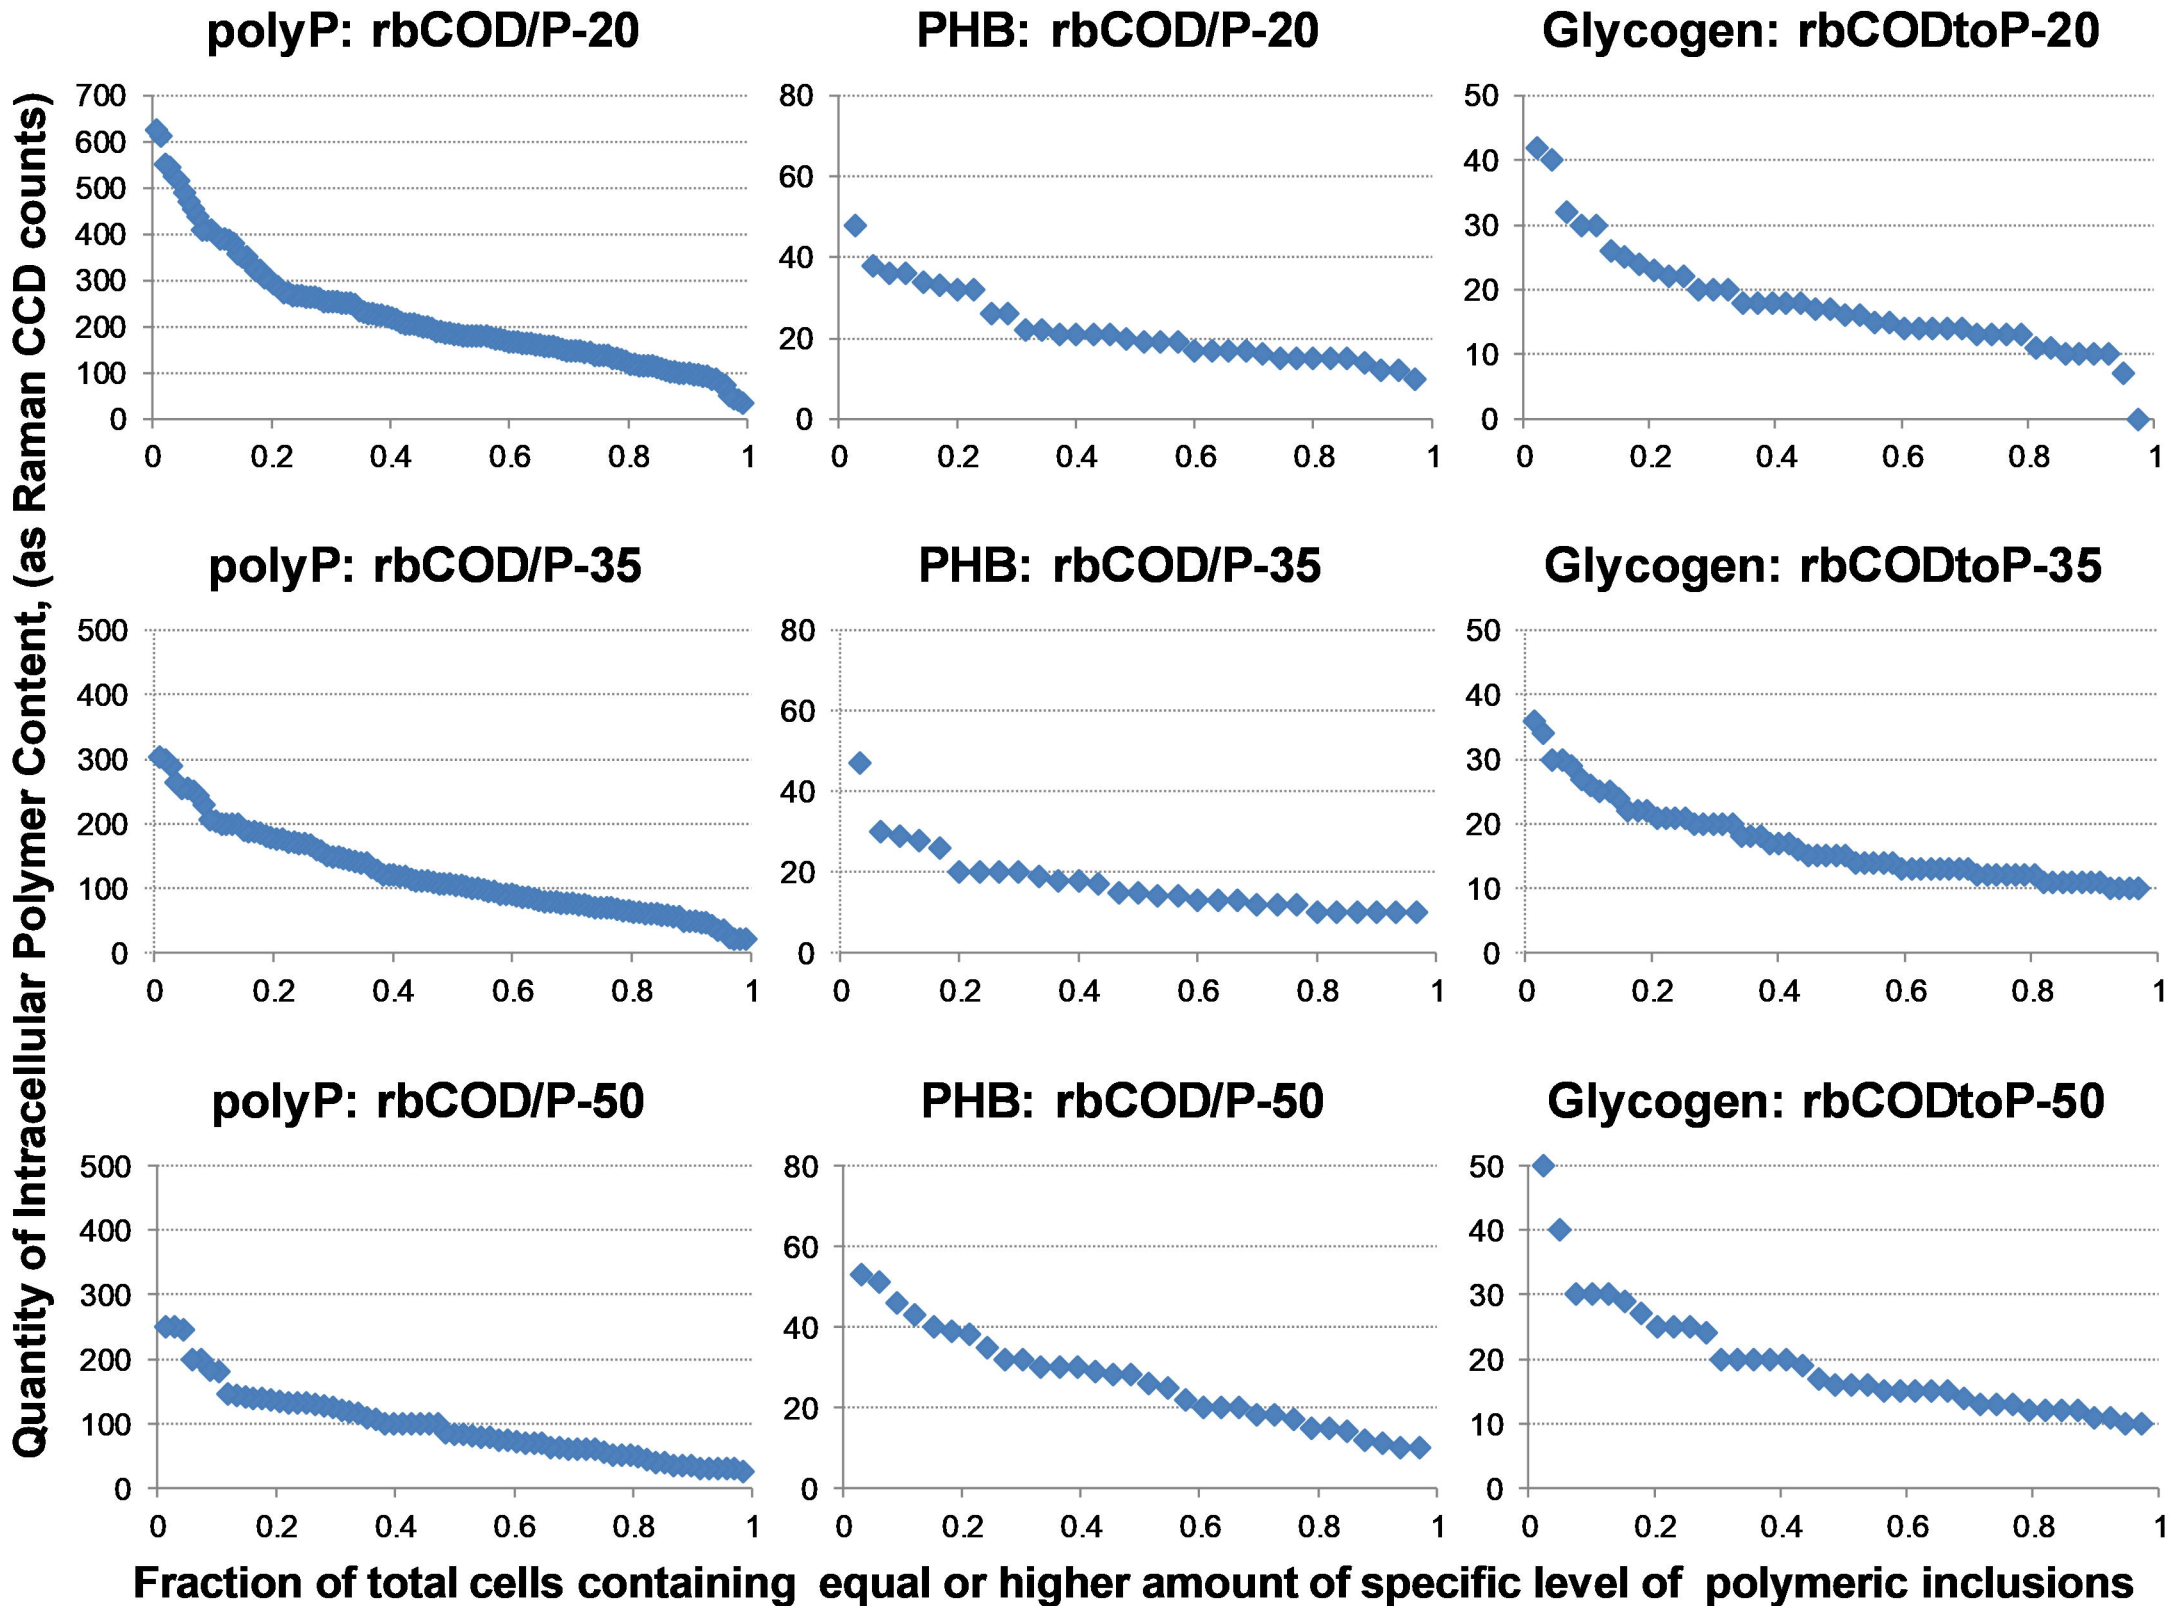 polyP: rbCOD/P-20
PHB: rbCOD/P-20
Glycogen: rbCODtoP-20
Quantity of Intracellular Polymer Content, (as Raman CCD counts)
700
600
500
400
300
200
100
0
0 0.2 0.4 0.6 0.8 1
80
60
40
20
0
0 0.2 0.4 0.6 0.8 1
50
40
30
20
10
0
0 0.2 0.4 0.6 0.8 1
polyP: rbCOD/P-35
PHB: rbCOD/P-35
Glycogen: rbCODtoP-35
500
400
300
200
100
0
0 0.2 0.4 0.6 0.8 1
80
60
40
20
0
0 0.2 0.4 0.6 0.8 1
50
40
30
20
10
0
0 0.2 0.4 0.6 0.8 1
polyP: rbCOD/P-50
PHB: rbCOD/P-50
Glycogen: rbCODtoP-50
500
400
300
200
100
0
0 0.2 0.4 0.6 0.8 1
80
60
40
20
0
0 0.2 0.4 0.6 0.8 1
50
40
30
20
10
0
0 0.2 0.4 0.6 0.8 1
Fraction of total cells containing equal or higher amount of specific level of polymeric inclusions